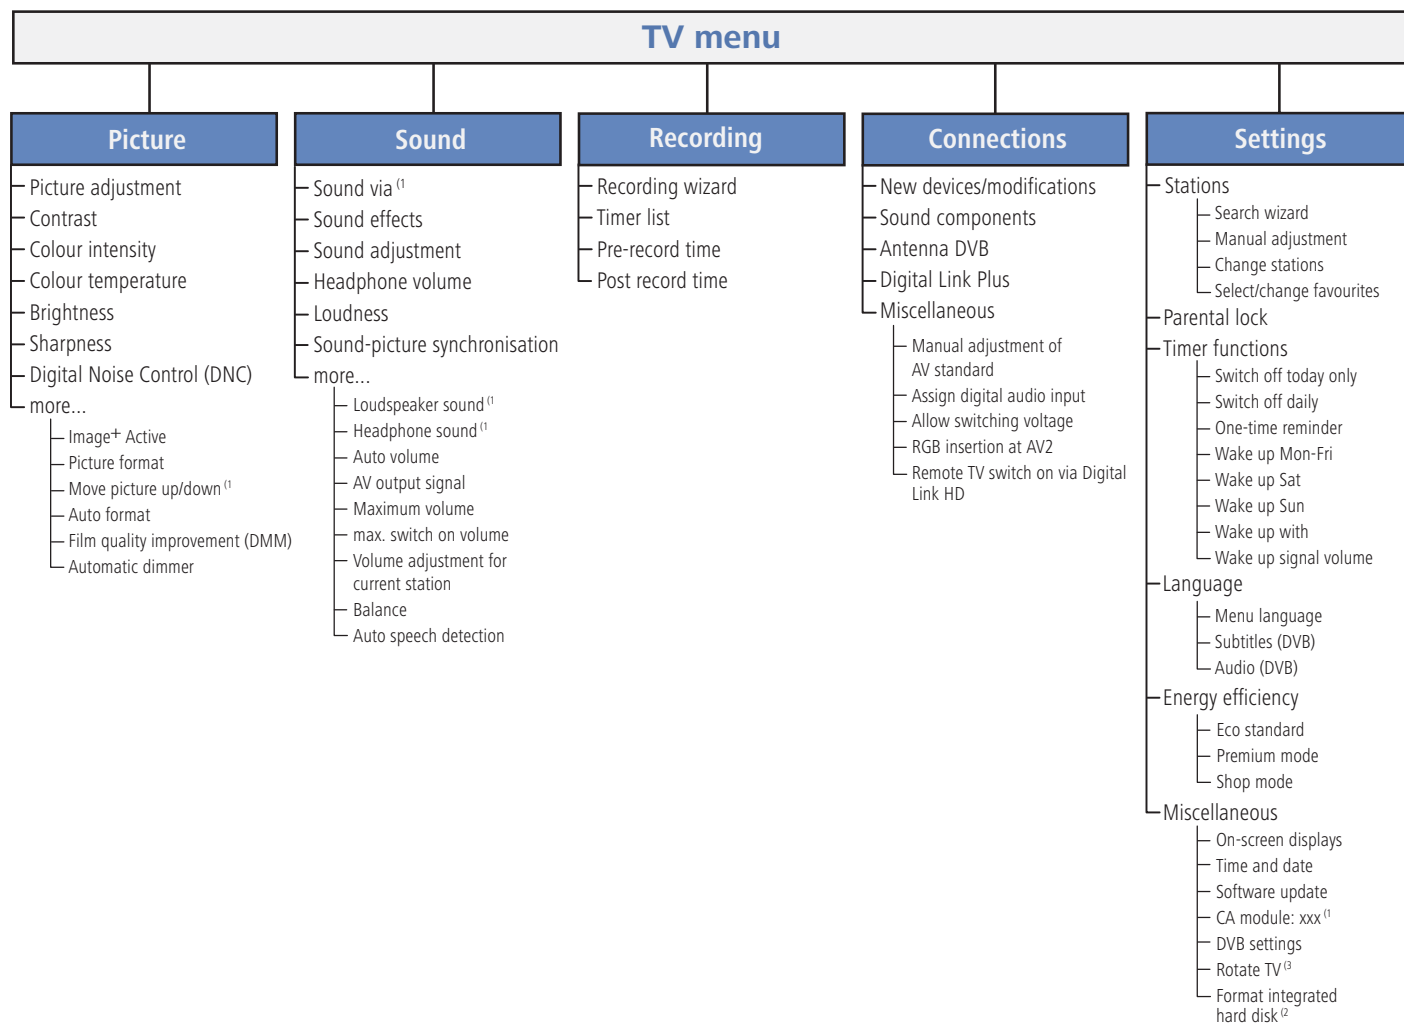 TV menu
Picture
Picture adjustment
Contrast
Colour intensity
Colour temperature
Brightness
Sharpness
Digital Noise Control (DNC)
more...
Image+ Active
Picture format
Move picture up/down (1
Auto format
Film quality improvement (DMM)
Automatic dimmer
Sound
Sound via (1
Sound effects
Sound adjustment
Headphone volume
Loudness
Sound-picture synchronisation
more...
Loudspeaker sound (1
Headphone sound (1
Auto volume
AV output signal
Maximum volume
max. switch on volume
Volume adjustment for
current station
Balance
Auto speech detection
Recording
Recording wizard
Timer list
Pre-record time
Post record time
Connections
New devices/modifications
Sound components
Antenna DVB
Digital Link Plus
Miscellaneous
Manual adjustment of
AV standard
Assign digital audio input
Allow switching voltage
RGB insertion at AV2
Remote TV switch on via Digital
Link HD
Settings
Stations
Search wizard
Manual adjustment
Change stations
Select/change favourites
Parental lock
Timer functions
Switch off today only
Switch off daily
One-time reminder
Wake up Mon-Fri
Wake up Sat
Wake up Sun
Wake up with
Wake up signal volume
Language
Menu language
Subtitles (DVB)
Audio (DVB)
Energy efficiency
Eco standard
Premium mode
Shop mode
Miscellaneous
On-screen displays
Time and date
Software update
CA module: xxx (1
DVB settings
Rotate TV (3
Format integrated
hard disk (2